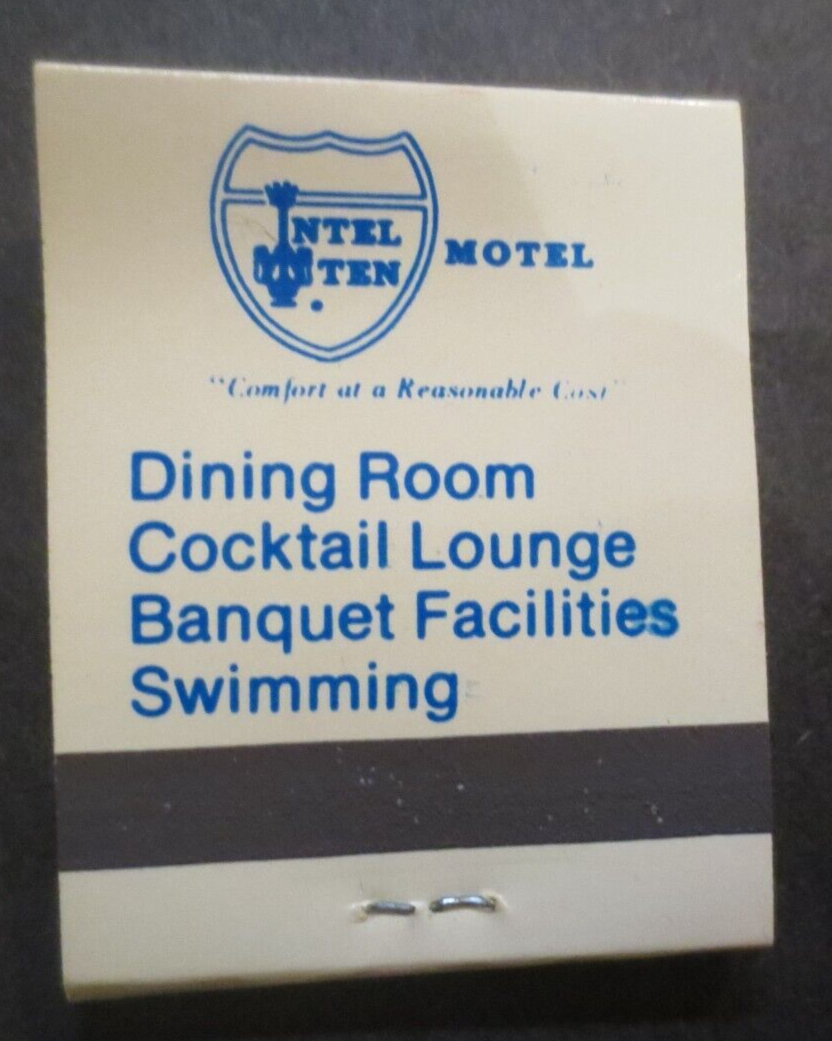 INTEL
TEN
MOTEL
"Comfort at a Reasonable Cost"
Dining Room
Cocktail Lounge
Banquet Facilities
Swimming